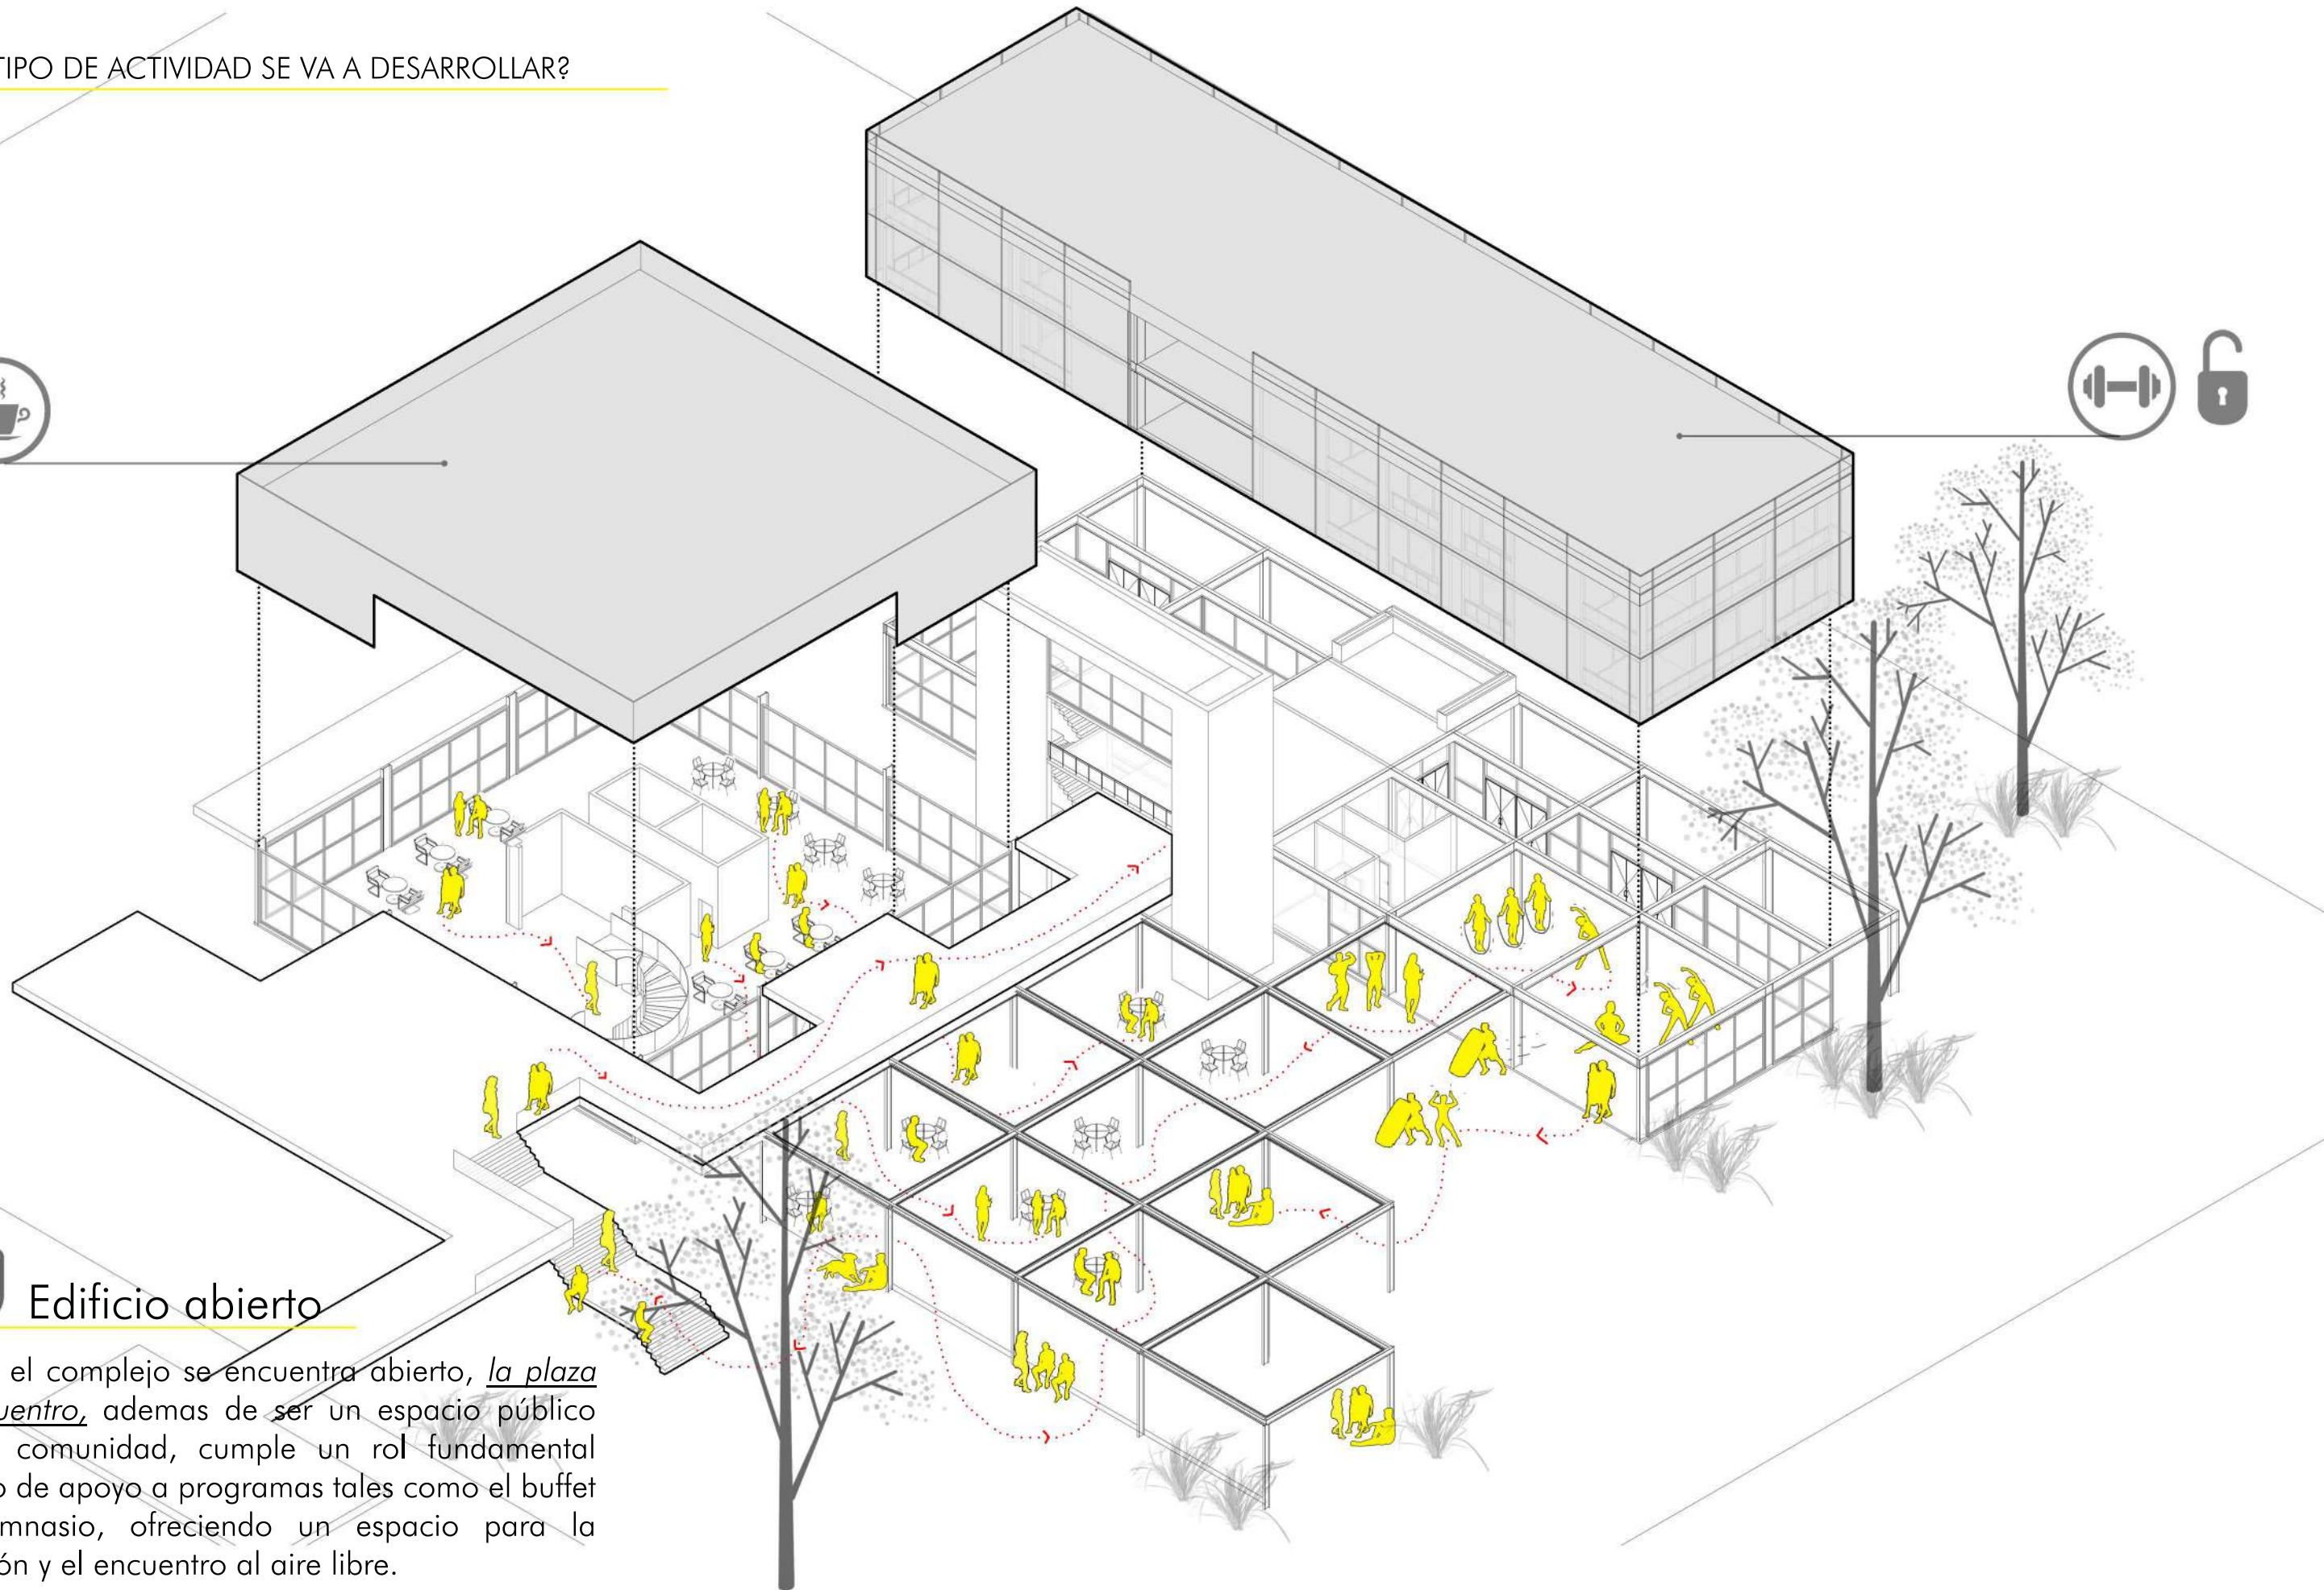 TIPO DE ACTIVIDAD SE VA A DESARROLLAR?
Edificio abierto
el complejo se encuentra abierto, la plaza
uentro, ademas de ser un espacio público
comunidad, cumple un rol fundamental
o de apoyo a programas tales como el buffet
mnasio, ofreciendo un espacio para la
ón y el encuentro al aire libre.